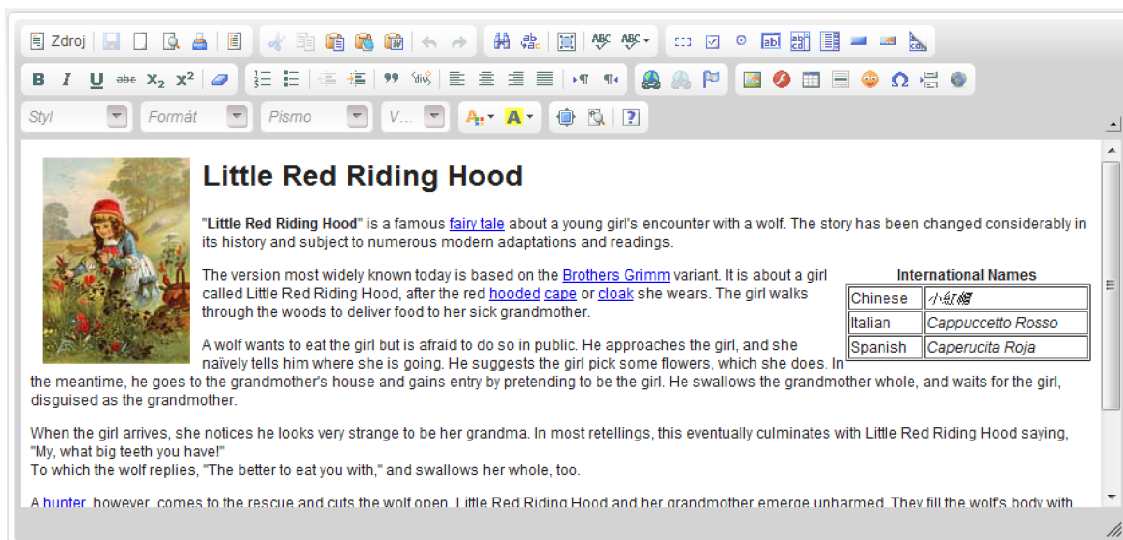 Zdroj
B I U abc X₂ X²
Styl Formát Písmo V...
Little Red Riding Hood
"Little Red Riding Hood" is a famous fairy tale about a young girl's encounter with a wolf. The story has been changed considerably in
its history and subject to numerous modern adaptations and readings.
The version most widely known today is based on the Brothers Grimm variant. It is about a girl
called Little Red Riding Hood, after the red hooded cape or cloak she wears. The girl walks
through the woods to deliver food to her sick grandmother.
International Names
Chinese 小紅帽
Italian Cappuccetto Rosso
Spanish Caperucita Roja
A wolf wants to eat the girl but is afraid to do so in public. He approaches the girl, and she
naïvely tells him where she is going. He suggests the girl pick some flowers, which she does. In
the meantime, he goes to the grandmother's house and gains entry by pretending to be the girl. He swallows the grandmother whole, and waits for the girl,
disguised as the grandmother.
When the girl arrives, she notices he looks very strange to be her grandma. In most retellings, this eventually culminates with Little Red Riding Hood saying,
"My, what big teeth you have!"
To which the wolf replies, "The better to eat you with," and swallows her whole, too.
A hunter, however, comes to the rescue and cuts the wolf open. Little Red Riding Hood and her grandmother emerge unharmed. They fill the wolf's body with